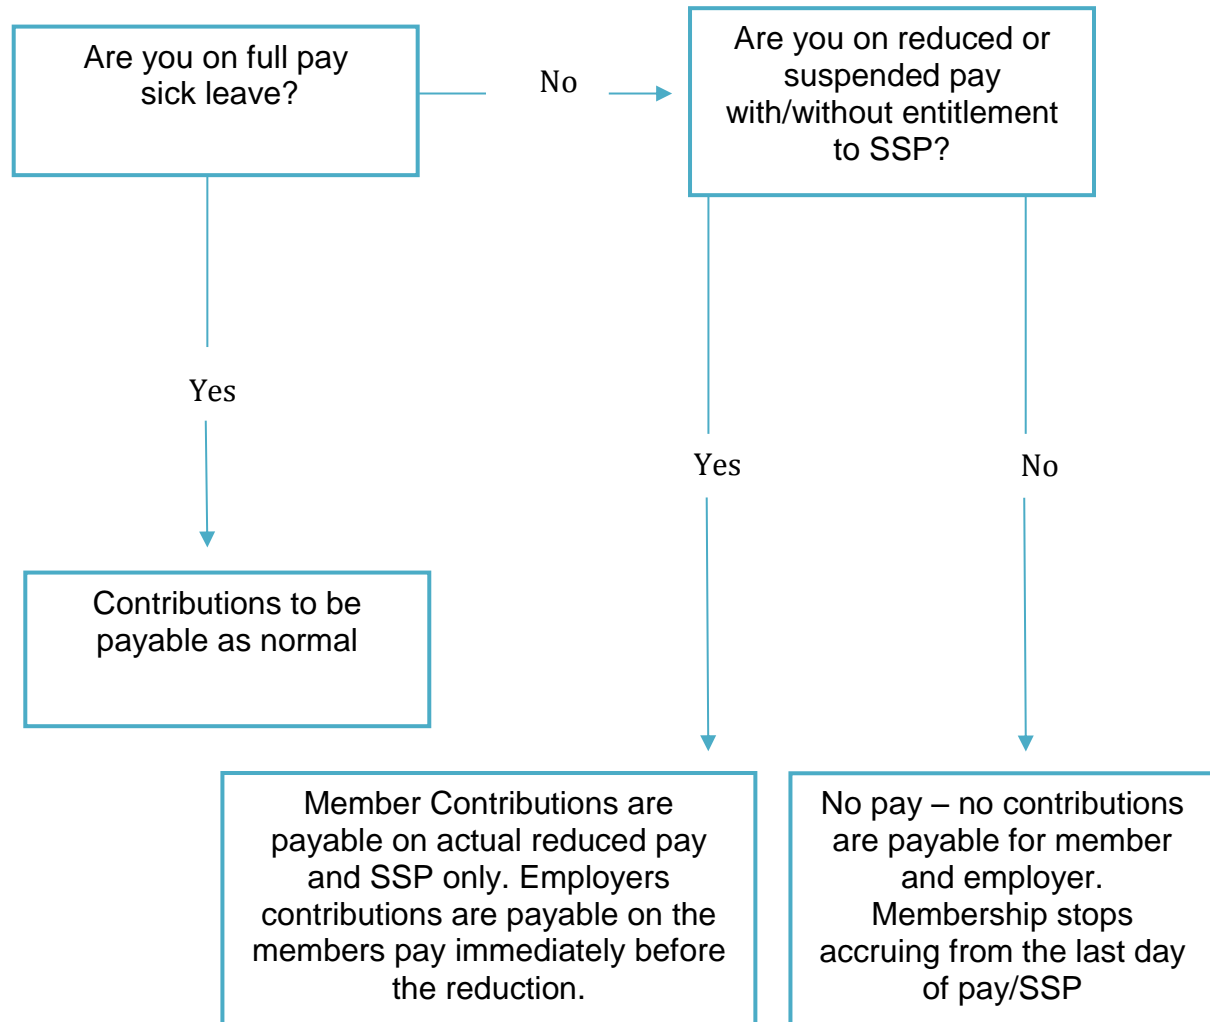 Are you on full pay
sick leave?
No
Are you on reduced or
suspended pay
with/without entitlement
to SSP?
Yes
Yes
No
Contributions to be
payable as normal
Member Contributions are
payable on actual reduced pay
and SSP only. Employers
contributions are payable on the
members pay immediately before
the reduction.
No pay – no contributions
are payable for member
and employer.
Membership stops
accruing from the last day
of pay/SSP